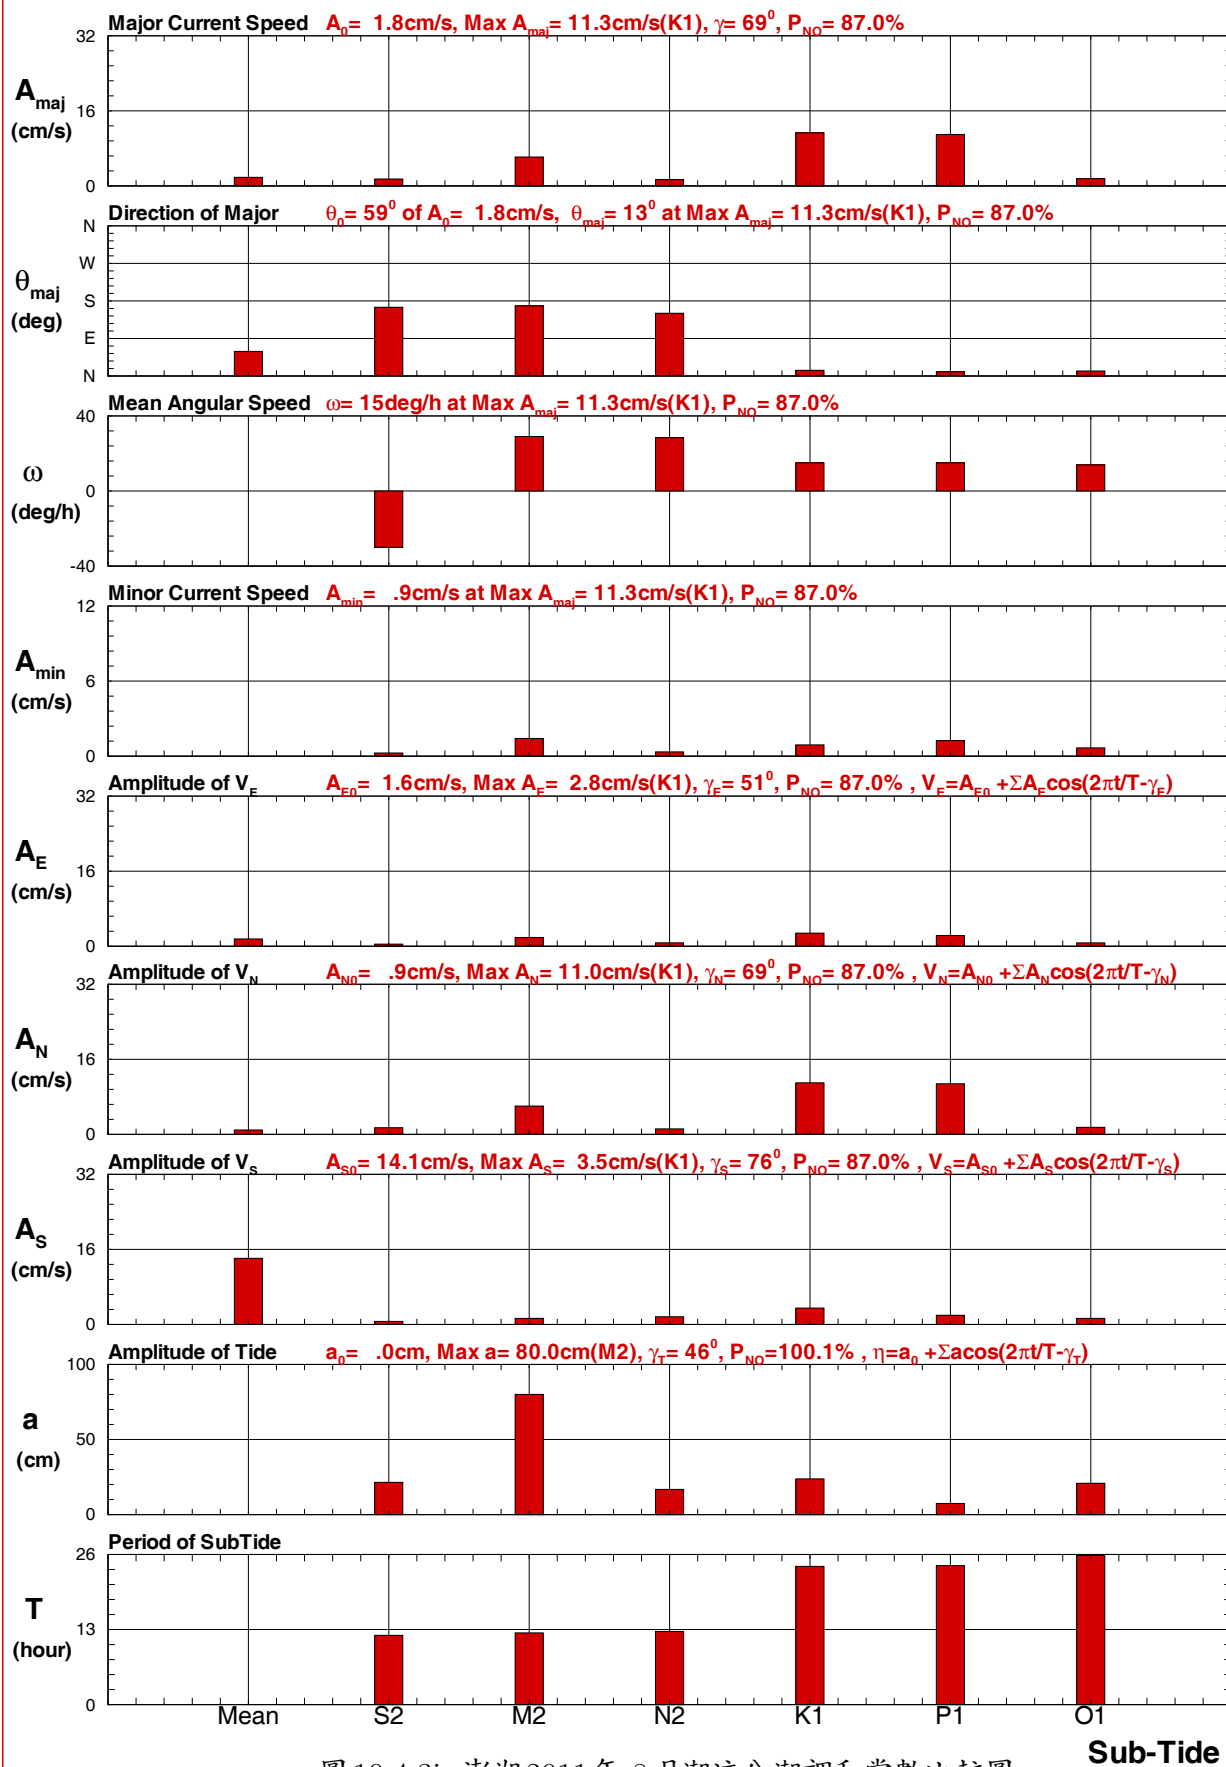 Major Current Speed A0= 1.8cm/s, Max Amaj= 11.3cm/s(K1), γ= 69⁰, PNO= 87.0%
32
Amaj
16
(cm/s)
0
Direction of Major θ0= 59⁰ of A0= 1.8cm/s, θmaj= 13⁰ at Max Amaj= 11.3cm/s(K1), PNO= 87.0%
N
W
θmaj
S
(deg)
E
N
Mean Angular Speed ω= 15deg/h at Max Amaj= 11.3cm/s(K1), PNO= 87.0%
40
ω
0
(deg/h)
-40
Minor Current Speed Amin= .9cm/s at Max Amaj= 11.3cm/s(K1), PNO= 87.0%
12
Amin
6
(cm/s)
0
Amplitude of VE AE0= 1.6cm/s, Max AE= 2.8cm/s(K1), γE= 51⁰, PNO= 87.0% , VE=AE0 +ΣAEcos(2πt/T-γE)
32
AE
16
(cm/s)
0
Amplitude of VN AN0= .9cm/s, Max AN= 11.0cm/s(K1), γN= 69⁰, PNO= 87.0% , VN=AN0 +ΣANcos(2πt/T-γN)
32
AN
16
(cm/s)
0
Amplitude of VS AS0= 14.1cm/s, Max AS= 3.5cm/s(K1), γS= 76⁰, PNO= 87.0% , VS=AS0 +ΣAScos(2πt/T-γS)
32
AS
16
(cm/s)
0
Amplitude of Tide a0= .0cm, Max a= 80.0cm(M2), γT= 46⁰, PNO=100.1% , η=a0 +Σacos(2πt/T-γT)
100
a
50
(cm)
0
Period of SubTide
26
T
13
(hour)
0
Mean S2 M2 N2 K1 P1 O1
Sub-Tide